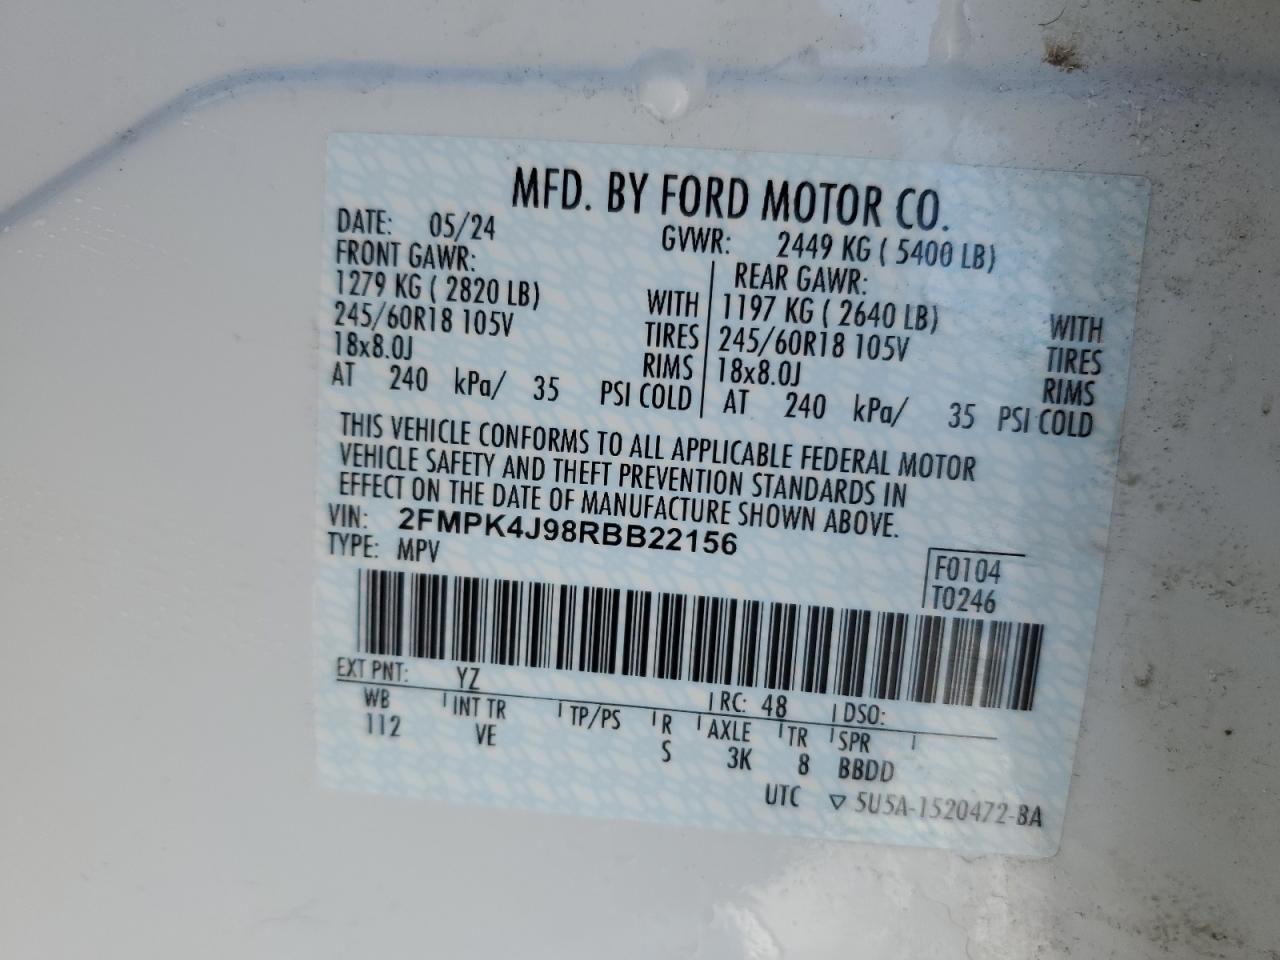 MFD. BY FORD MOTOR CO.
DATE: 05/24 GVWR: 2449 KG ( 5400 LB)
FRONT GAWR: REAR GAWR:
1279 KG ( 2820 LB) WITH 1197 KG ( 2640 LB) WITH
245/60R18 105V TIRES 245/60R18 105V TIRES
18x8.0J RIMS 18x8.0J RIMS
AT 240 kPa/ 35 PSI COLD AT 240 kPa/ 35 PSI COLD
THIS VEHICLE CONFORMS TO ALL APPLICABLE FEDERAL MOTOR
VEHICLE SAFETY AND THEFT PREVENTION STANDARDS IN
EFFECT ON THE DATE OF MANUFACTURE SHOWN ABOVE.
VIN: 2FMPK4J98RBB22156
TYPE: MPV
F0104
T0246
EXT PNT: YZ RC: 48 DSO:
WB INT TR TP/PS R AXLE TR SPR
112 VE S 3K 8 BBDD
UTC ▽ 5U5A-1520472-BA